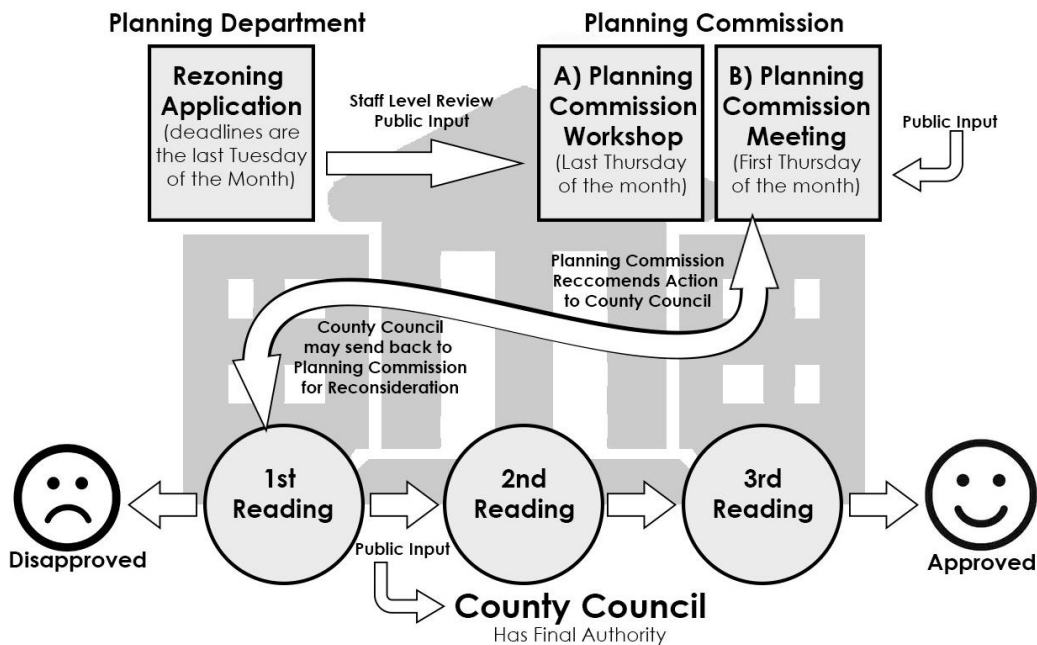 Planning Department
Rezoning
Application
(deadlines are
the last Tuesday
of the Month)
Staff Level Review
Public Input
Planning Commission
A) Planning
Commission
Workshop
(Last Thursday
of the month)
B) Planning
Commission
Meeting
(First Thursday
of the month)
Public Input
Planning Commission
Reccomends Action
to County Council
County Council
may send back to
Planning Commission
for Reconsideration
Disapproved
1st
Reading
2nd
Reading
3rd
Reading
Approved
Public Input
County Council
Has Final Authority